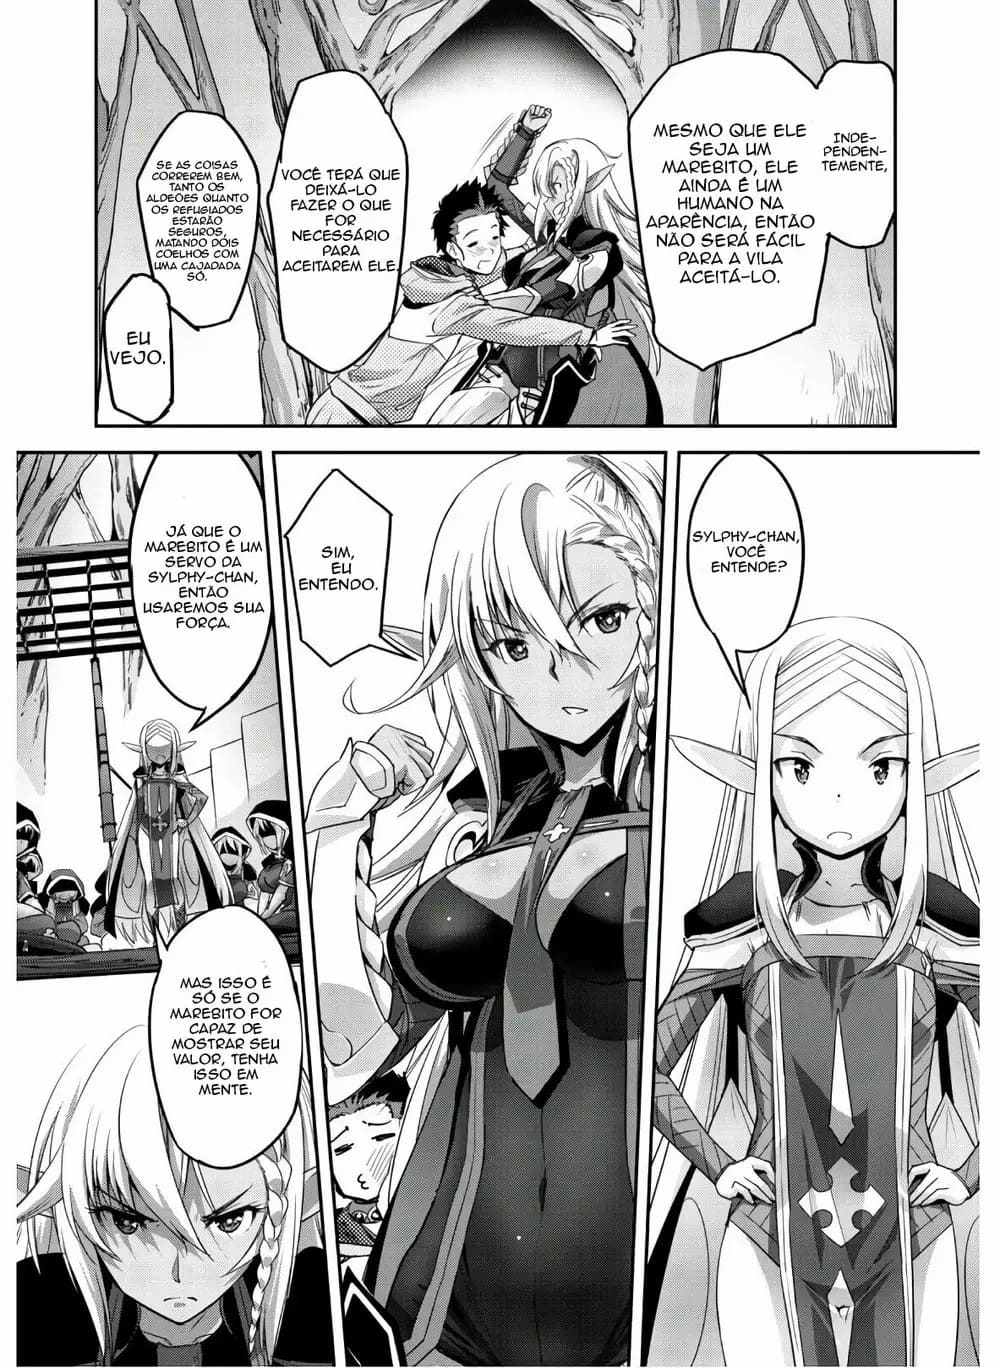 INDE-
PENDEN-
TEMENTE,
MESMO QUE ELE
SEJA UM
MAREBITO, ELE
AINDA É UM
HUMANO NA
APARÊNCIA, ENTÃO
NÃO SERÁ FÁCIL
PARA A VILA
ACEITÁ-LO.
VOCÊ TERÁ QUE
DEIXÁ-LO
FAZER O QUE
FOR
NECESSÁRIO
PARA
ACEITAREM ELE.
SE AS COISAS
CORREREM BEM,
TANTO OS
ALDEÕES QUANTO
OS REFUGIADOS
ESTARÃO
SEGUROS,
MATANDO DOIS
COELHOS COM
UMA CAJADADA
SÓ.
EU
VEJO.
SYLPHY-CHAN,
VOCÊ
ENTENDE?
SIM,
EU
ENTENDO.
JÁ QUE O
MAREBITO É UM
SERVO DA
SYLPHY-CHAN,
ENTÃO
USAREMOS SUA
FORÇA.
MAS ISSO É
SÓ SE O
MAREBITO FOR
CAPAZ DE
MOSTRAR SEU
VALOR, TENHA
ISSO EM
MENTE.